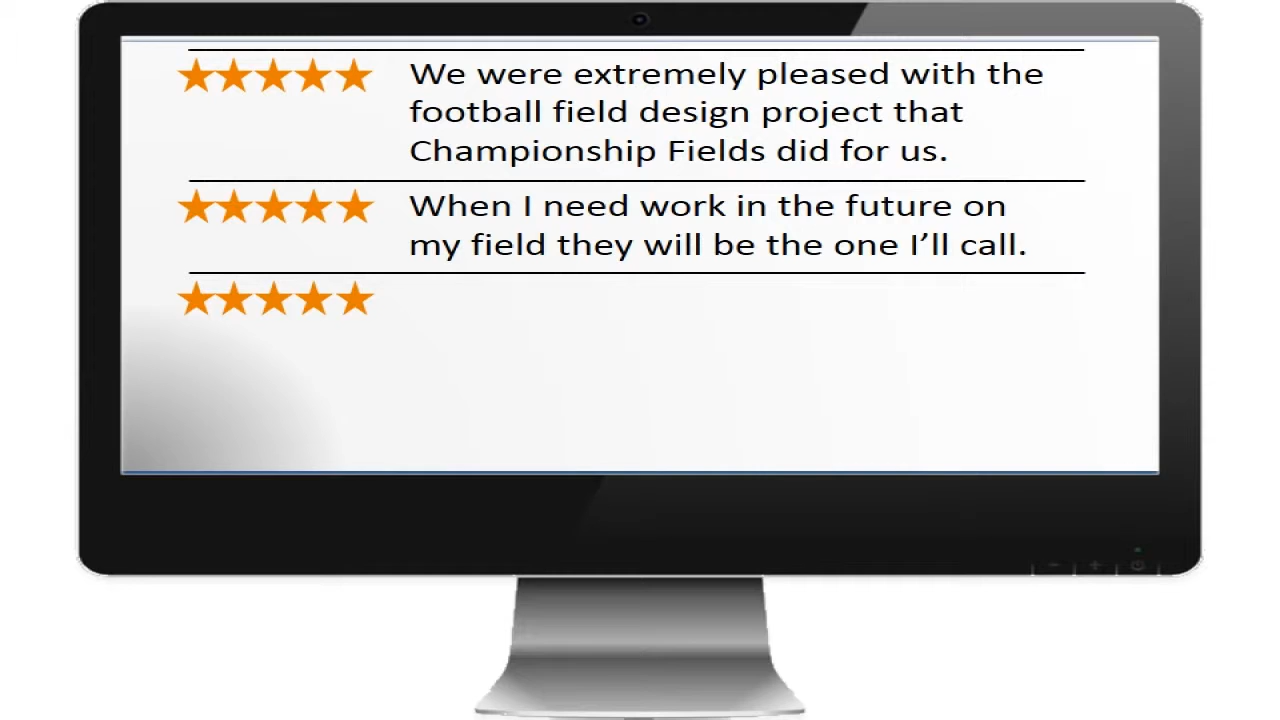 We were extremely pleased with the
football field design project that
Championship Fields did for us.
When I need work in the future on
my field they will be the one I’ll call.